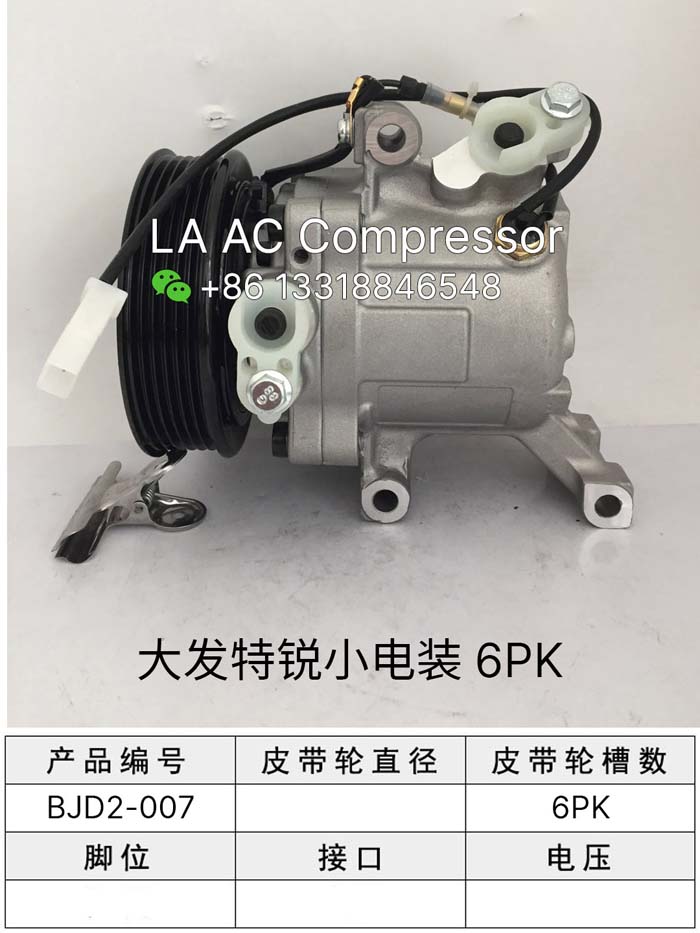 LA AC Compressor
+86 13318846548
大发特锐小电装 6PK
产品编号 皮带轮直径 皮带轮槽数
BJD2-007 6PK
脚位 接口 电压